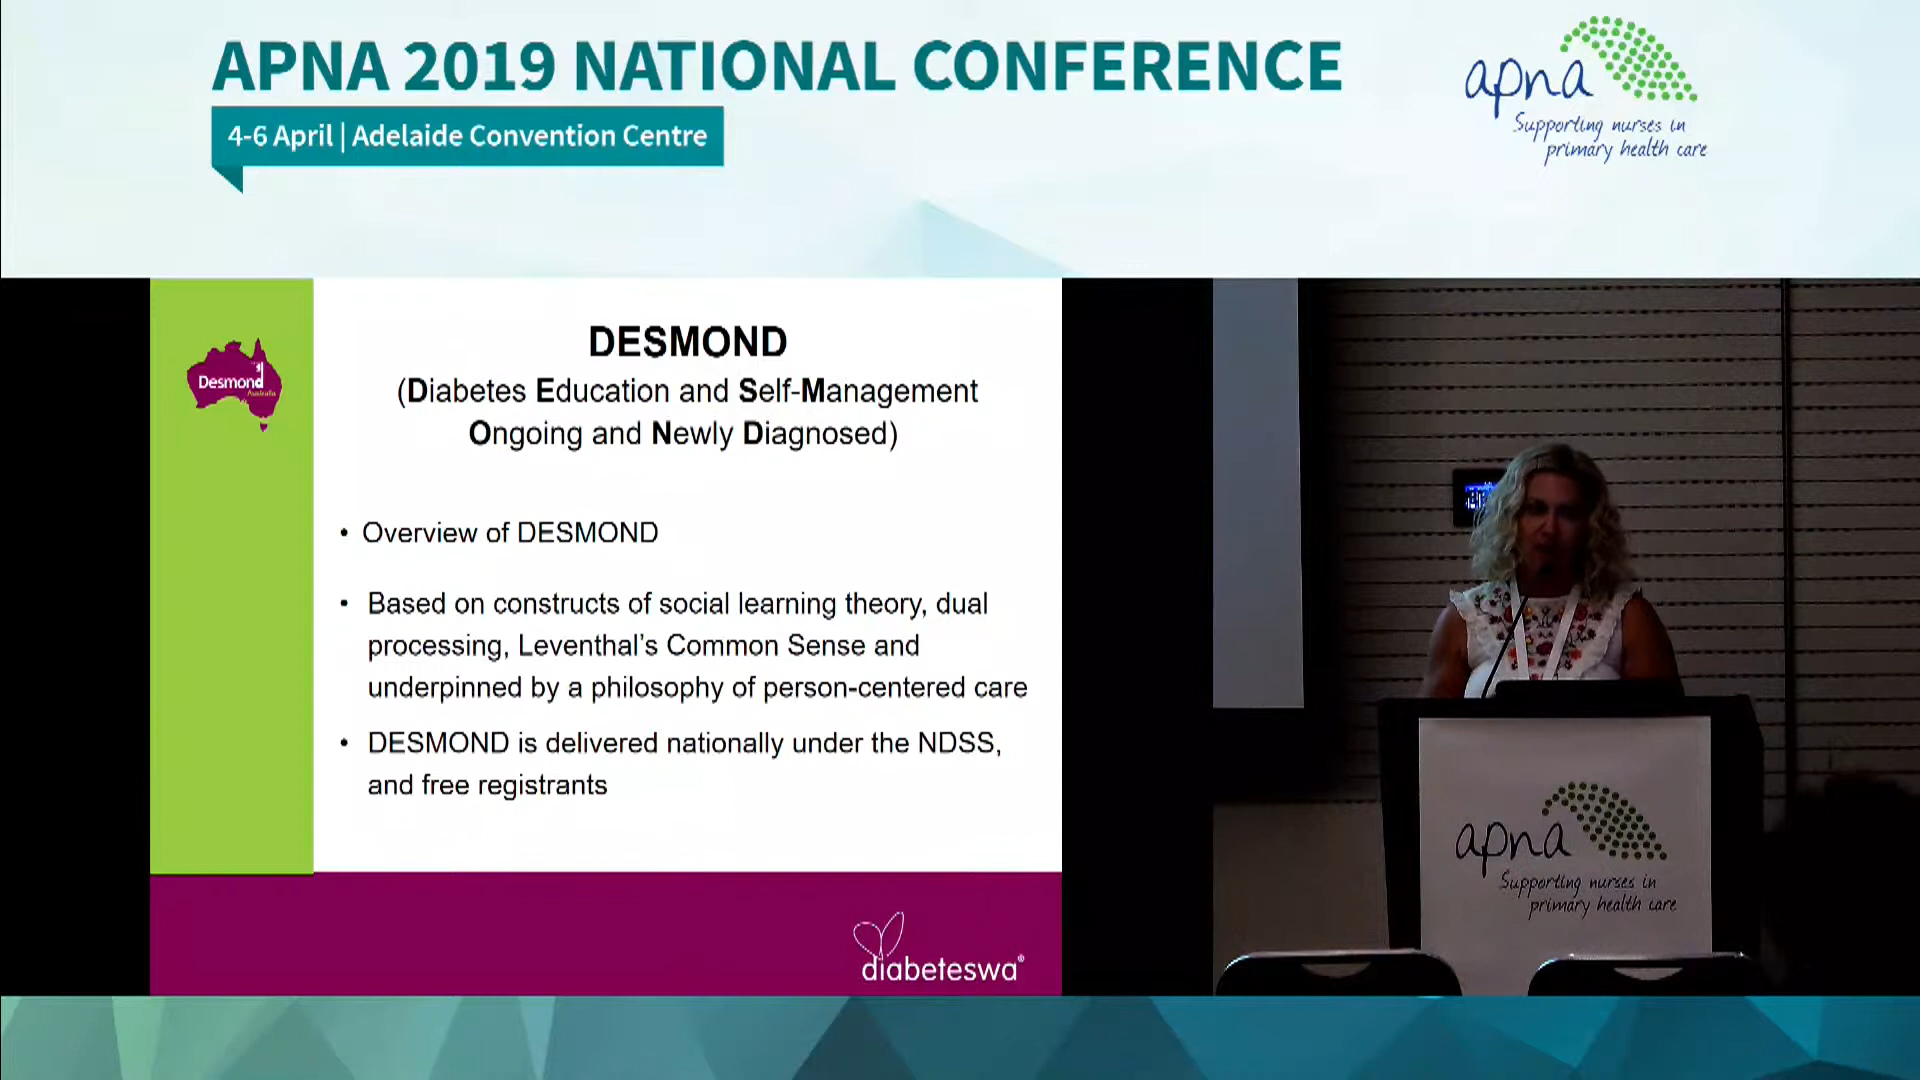 APNA 2019 NATIONAL CONFERENCE
4-6 April | Adelaide Convention Centre
apna
Supporting nurses in
primary health care
Desmond
Australia
DESMOND
(Diabetes Education and Self-Management
Ongoing and Newly Diagnosed)
• Overview of DESMOND
• Based on constructs of social learning theory, dual
processing, Leventhal’s Common Sense and
underpinned by a philosophy of person-centered care
• DESMOND is delivered nationally under the NDSS,
and free registrants
diabeteswa®
apna
Supporting nurses in
primary health care